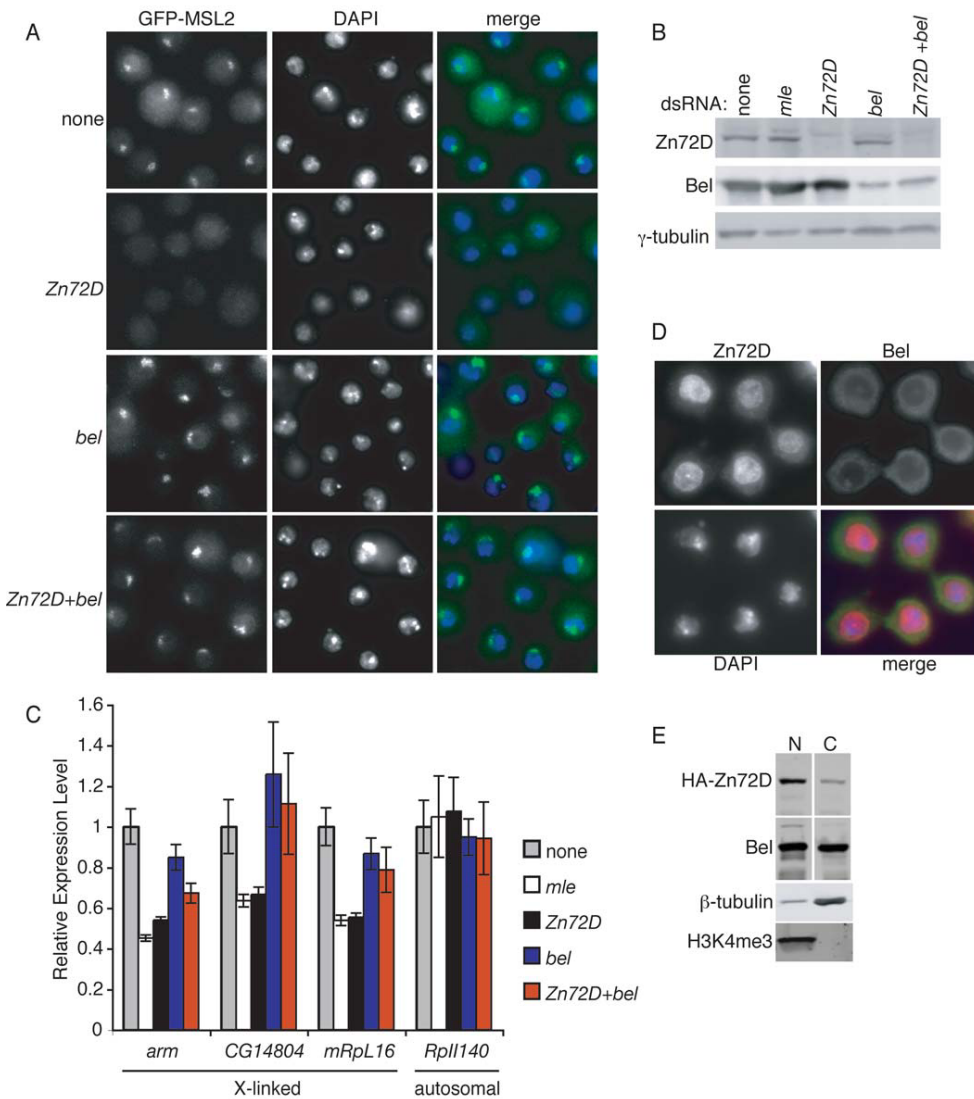 A
GFP-MSL2 DAPI merge
none
Zn72D
bel
Zn72D+bel
B
dsRNA: none mle Zn72D bel Zn72D +bel
Zn72D
Bel
γ-tubulin
C
Relative Expression Level
1.6
1.4
1.2
1
0.8
0.6
0.4
0.2
0
arm CG14804 mRpL16 RpII140
X-linked autosomal
none
mle
Zn72D
bel
Zn72D+bel
D
Zn72D Bel
DAPI merge
E
N C
HA-Zn72D
Bel
β-tubulin
H3K4me3